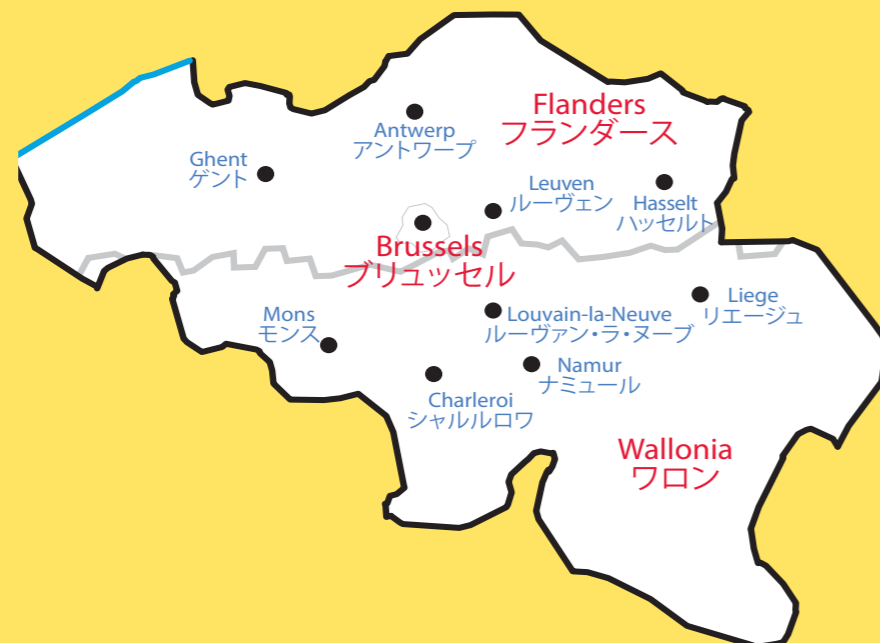 Flanders
フランダース
Antwerp
アントワープ
Ghent
ゲント
Leuven
ルーヴェン
Hasselt
ハッセルト
Brussels
ブリュッセル
Mons
モンス
Louvain-la-Neuve
ルーヴァン・ラ・ヌーブ
Liege
リエージュ
Namur
ナミュール
Charleroi
シャルルロワ
Wallonia
ワロン